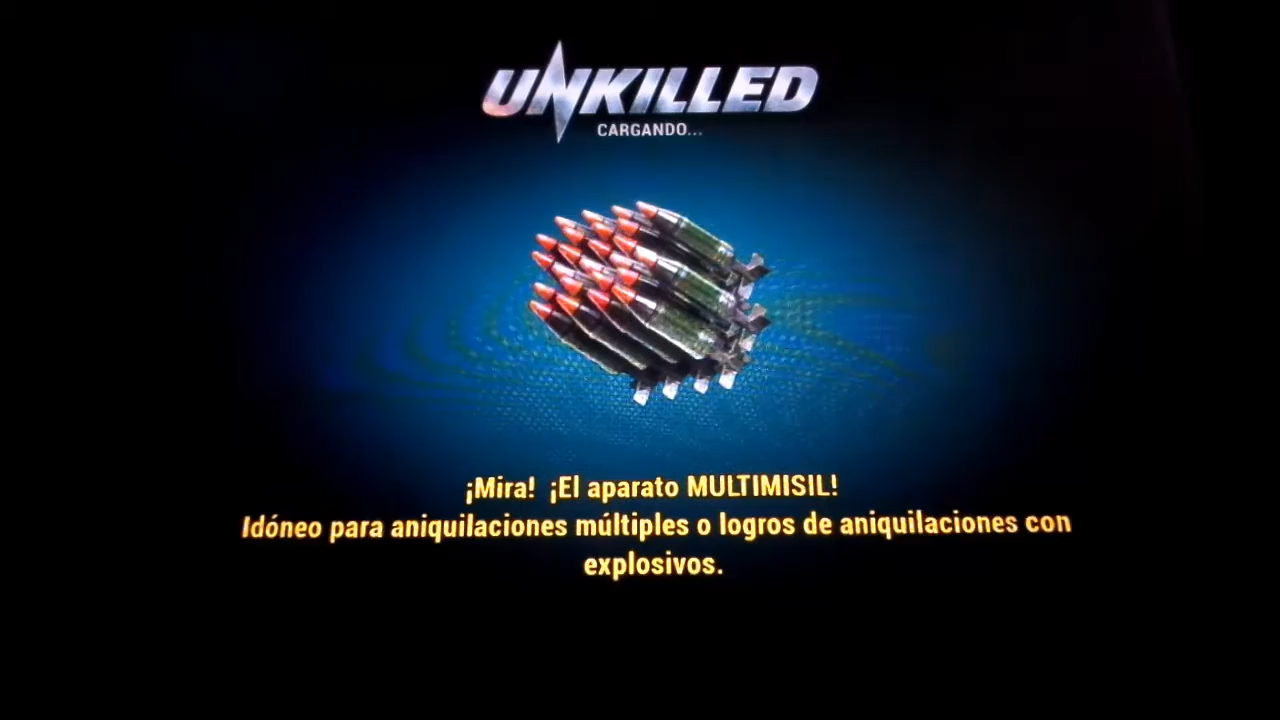 UNKILLED
CARGANDO...
¡Mira! ¡El aparato MULTIMISIL!
Idóneo para aniquilaciones múltiples o logros de aniquilaciones con
explosivos.